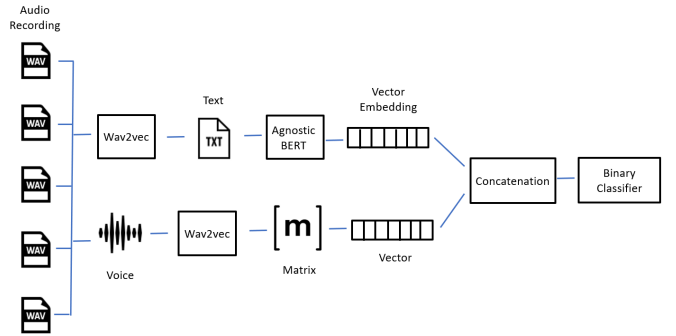 Audio
Recording
WAV
WAV
WAV
WAV
WAV
Wav2vec
Text
TXT
Agnostic
BERT
Vector
Embedding
Concatenation
Binary
Classifier
Voice
Wav2vec
[m]
Matrix
Vector